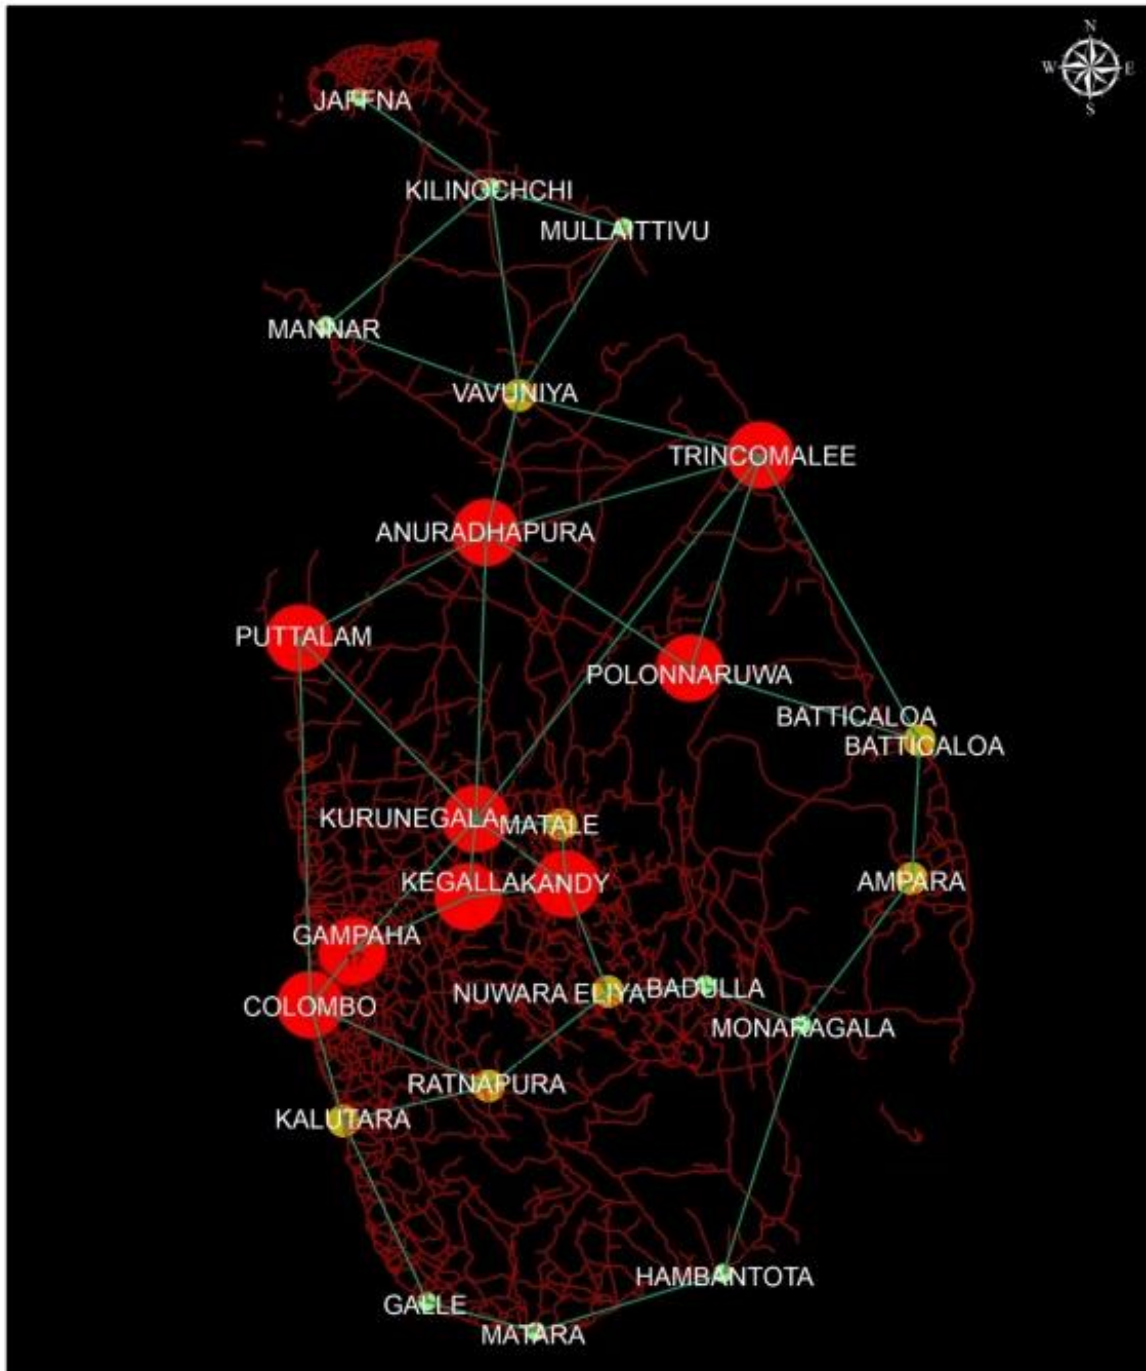 N
W E
S
JAFFNA
KILINOCHCHI
MULLAITTIVU
MANNAR
VAVUNIYA
TRINCOMALEE
ANURADHAPURA
PUTTALAM
POLONNARUWA
BATTICALOA
BATTICALOA
KURUNEGALA
MATALE
KEGALLA
KANDY
AMPARA
GAMPAHA
COLOMBO
NUWARA ELIYA
BADULLA
MONARAGALA
RATNAPURA
KALUTARA
HAMBANTOTA
GALLE
MATARA